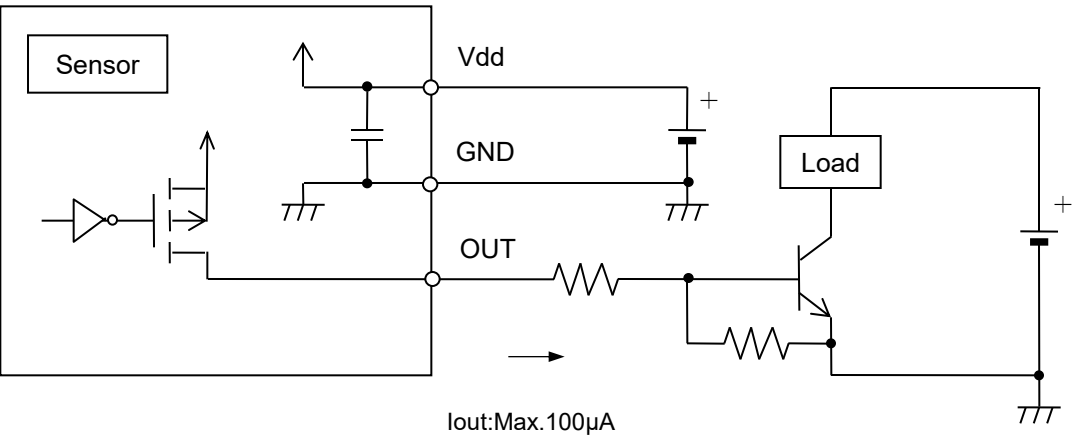 Sensor
Vdd
+
GND
Load
+
OUT
Iout:Max.100µA